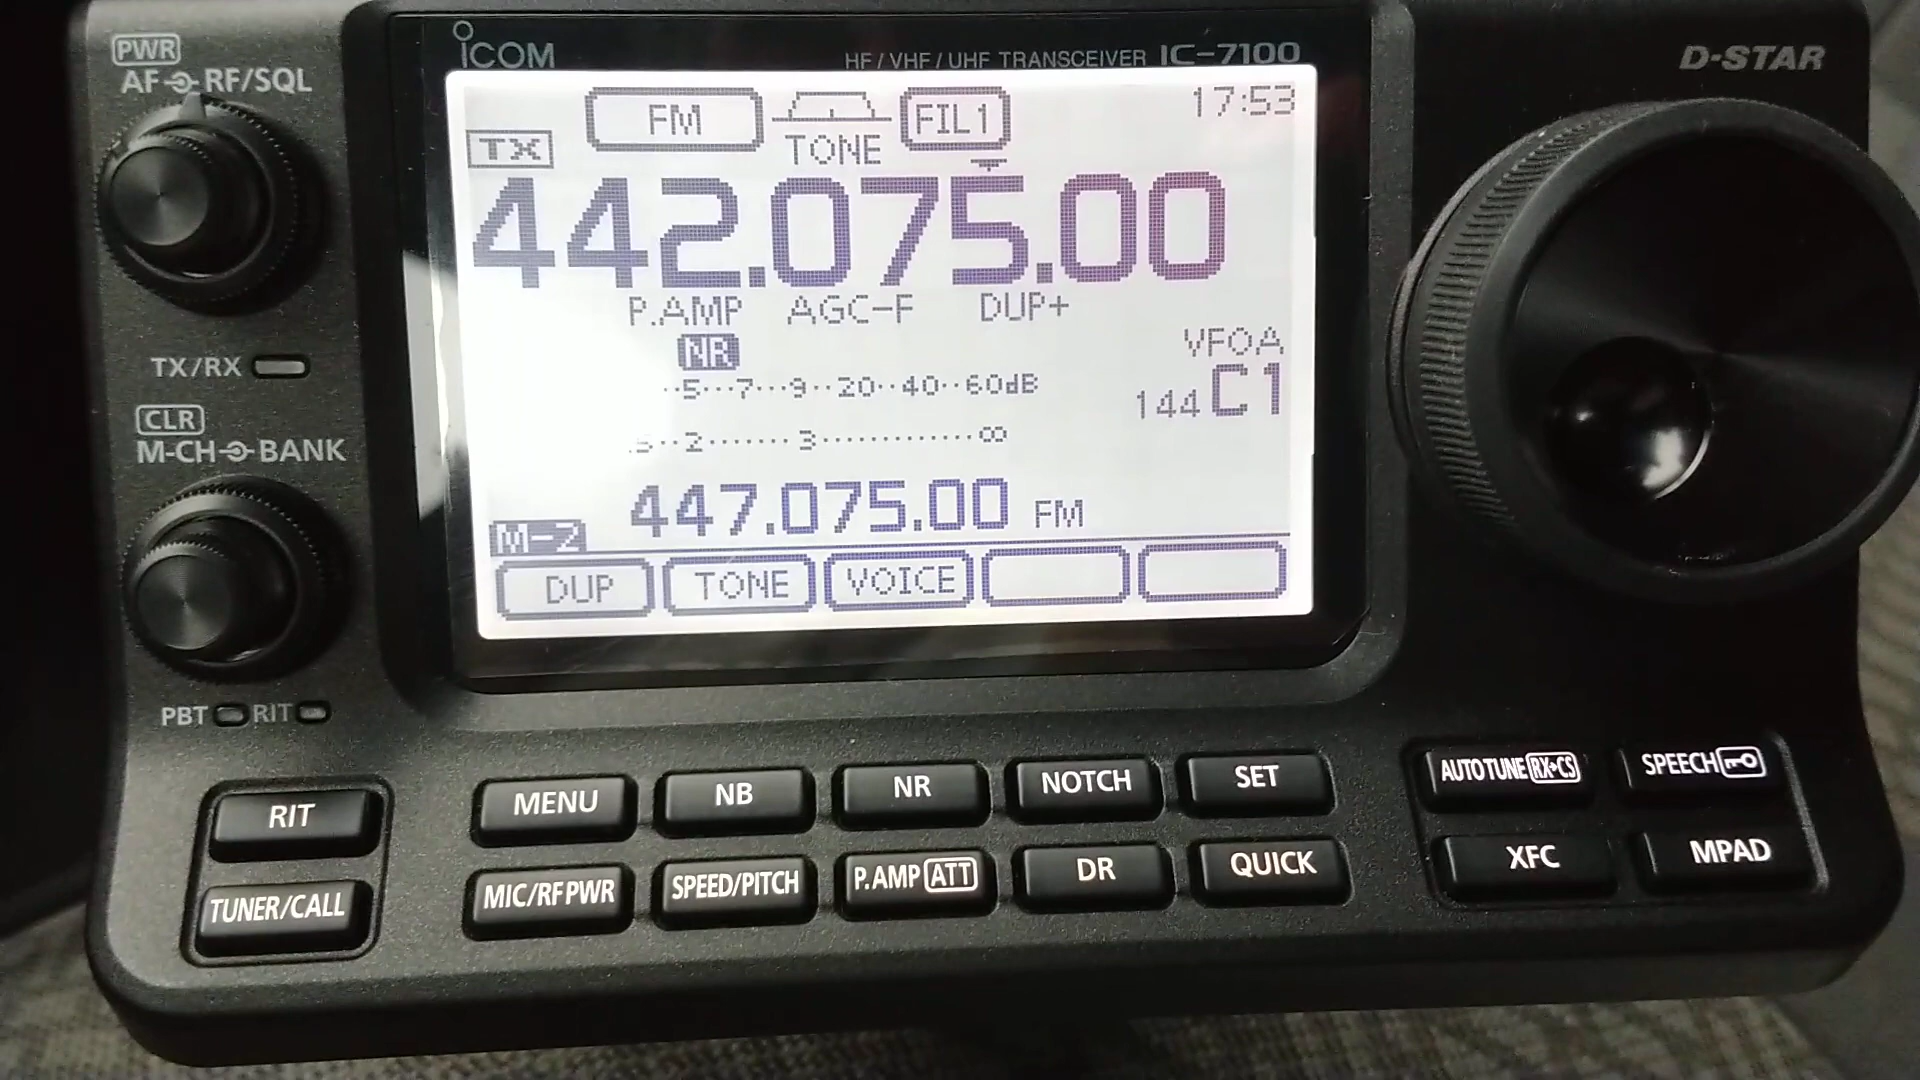 PWR
AF RF/SQL
ICOM
HF/VHF/UHF TRANSCEIVER IC-7100
D-STAR
FM
TONE
FIL1
17:53
TX
442.075.00
P.AMP AGC-F DUP+
NR
VFOA
TX/RX
··5···7···9··20··40··60dB
144 C1
CLR
M-CH BANK
.5··2·······3············∞
447.075.00 FM
M-2
DUP TONE VOICE
PBT RIT
RIT MENU NB NR NOTCH SET AUTOTUNE RX▸CS SPEECH
TUNER/CALL MIC/RF PWR SPEED/PITCH P.AMP ATT DR QUICK XFC MPAD